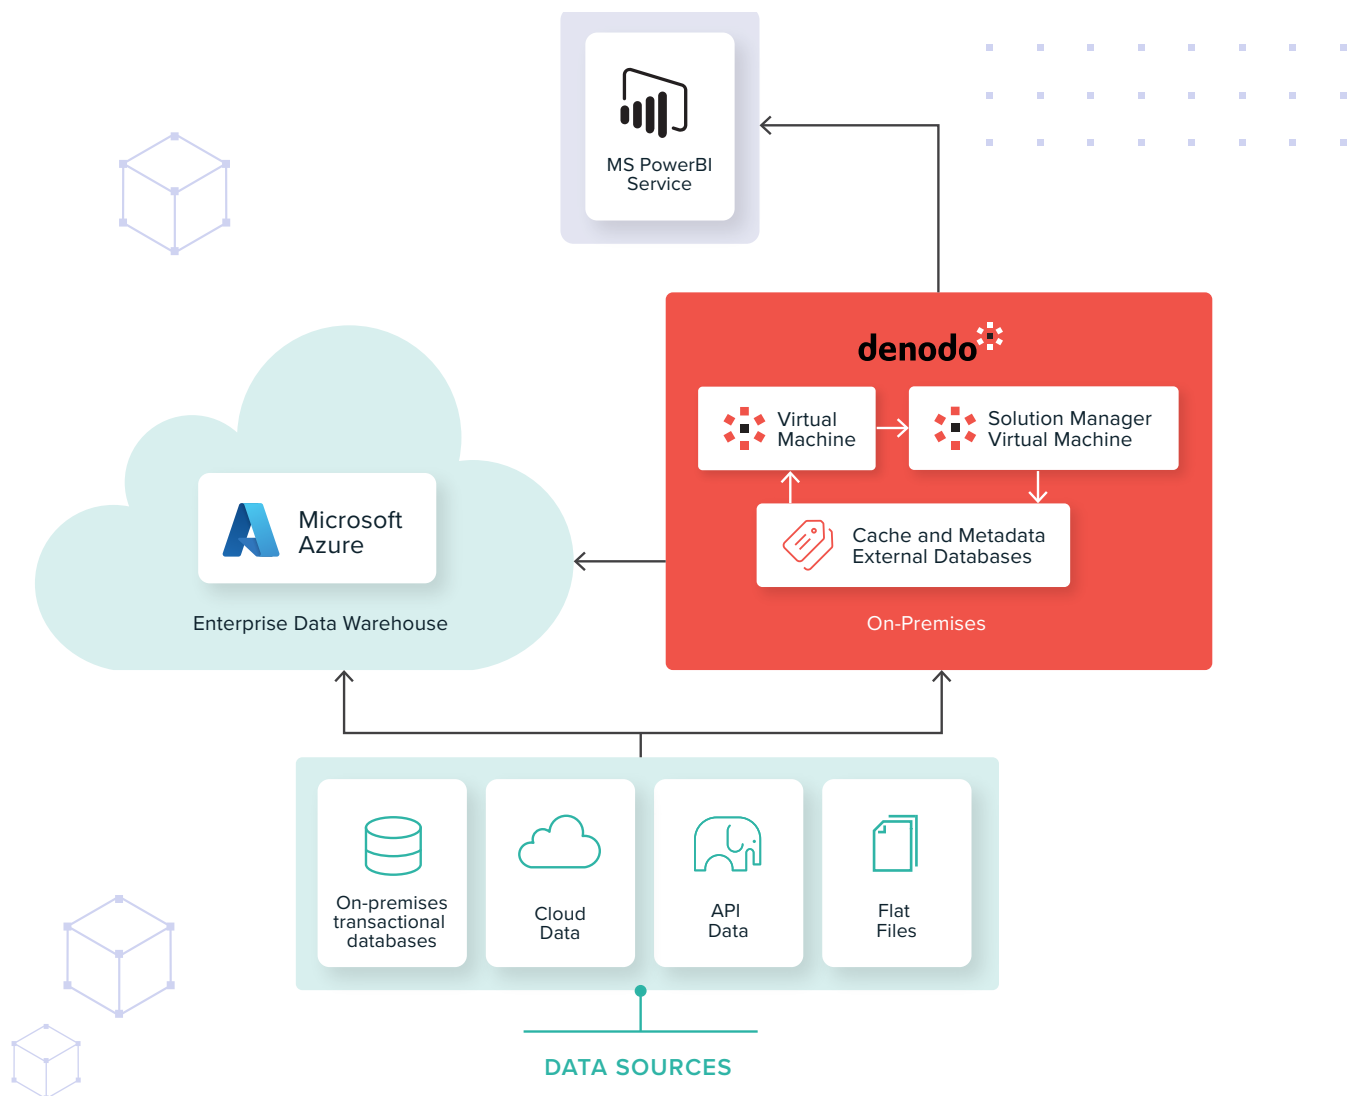 MS PowerBI
Service
denodo
Virtual
Machine
Solution Manager
Virtual Machine
Cache and Metadata
External Databases
On-Premises
Microsoft
Azure
Enterprise Data Warehouse
On-premises
transactional
databases
Cloud
Data
API
Data
Flat
Files
DATA SOURCES